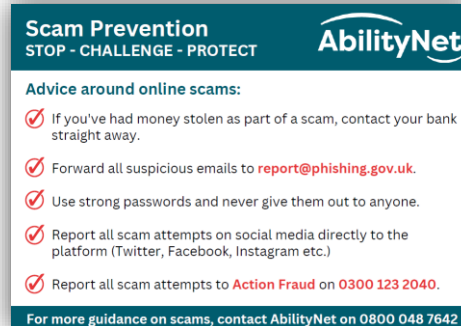 Scam Prevention
STOP - CHALLENGE - PROTECT
AbilityNet
Advice around online scams:
If you've had money stolen as part of a scam, contact your bank
straight away.
Forward all suspicious emails to report@phishing.gov.uk.
Use strong passwords and never give them out to anyone.
Report all scam attempts on social media directly to the
platform (Twitter, Facebook, Instagram etc.)
Report all scam attempts to Action Fraud on 0300 123 2040.
For more guidance on scams, contact AbilityNet on 0800 048 7642